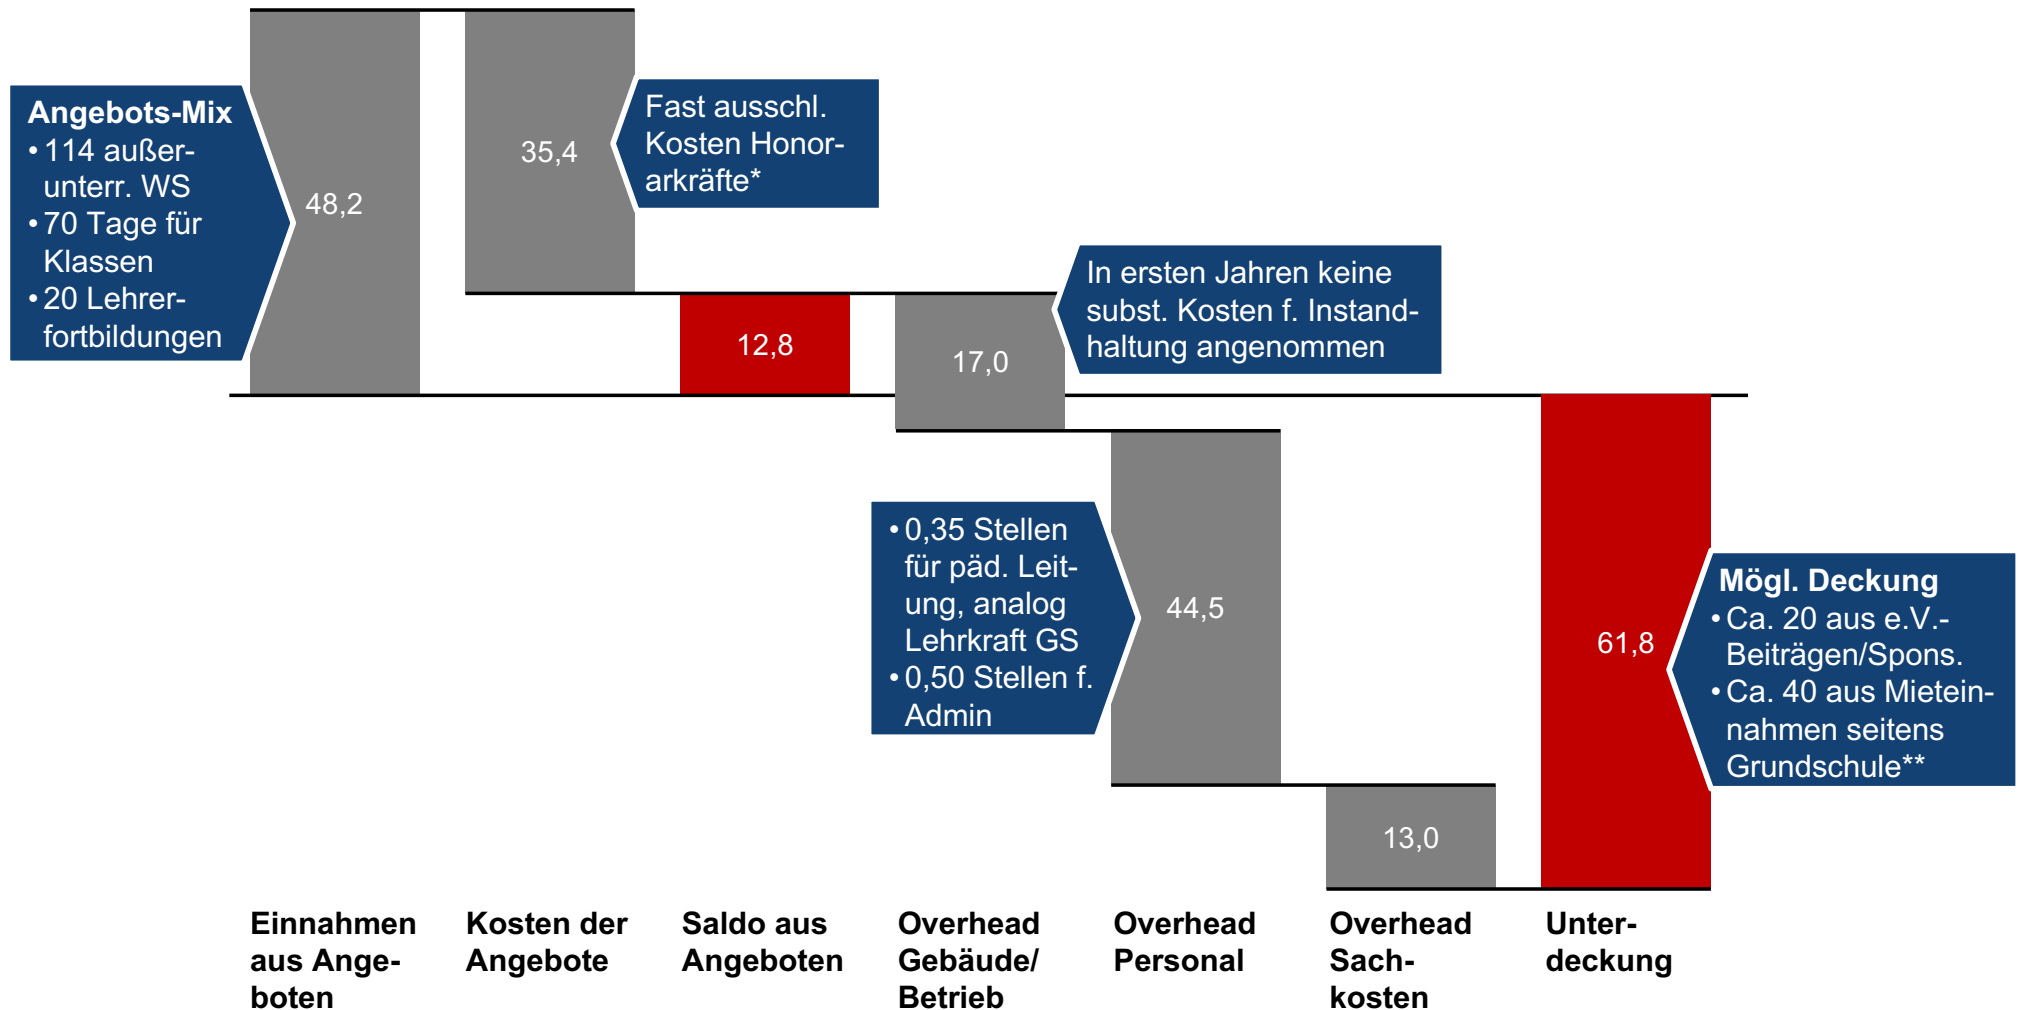 Angebots-Mix
• 114 außer-
unterr. WS
• 70 Tage für
Klassen
• 20 Lehrer-
fortbildungen
48,2
35,4
Fast ausschl.
Kosten Honor-
arkräfte*
12,8
17,0
In ersten Jahren keine
subst. Kosten f. Instand-
haltung angenommen
• 0,35 Stellen
für päd. Leit-
ung, analog
Lehrkraft GS
• 0,50 Stellen f.
Admin
44,5
13,0
61,8
Mögl. Deckung
• Ca. 20 aus e.V.-
Beiträgen/Spons.
• Ca. 40 aus Mietein-
nahmen seitens
Grundschule**
Einnahmen
aus Ange-
boten
Kosten der
Angebote
Saldo aus
Angeboten
Overhead
Gebäude/
Betrieb
Overhead
Personal
Overhead
Sach-
kosten
Unter-
deckung